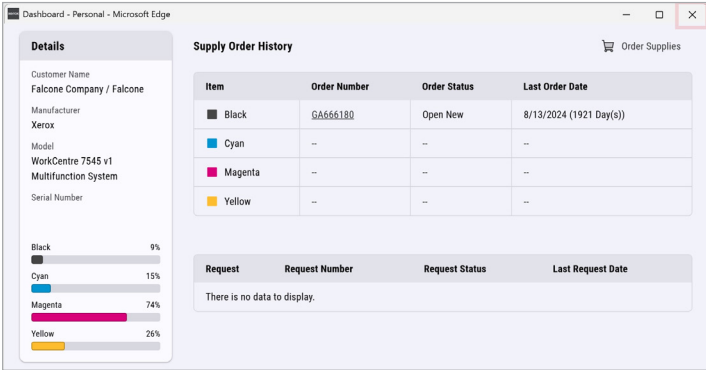 Dashboard - Personal - Microsoft Edge
Details
Customer Name
Falcone Company / Falcone
Manufacturer
Xerox
Model
WorkCentre 7545 v1
Multifunction System
Serial Number
Black 9%
Cyan 15%
Magenta 74%
Yellow 26%
Supply Order History
Order Supplies
Item Order Number Order Status Last Order Date
Black GA666180 Open New 8/13/2024 (1921 Day(s))
Cyan -- -- --
Magenta -- -- --
Yellow -- -- --
Request Request Number Request Status Last Request Date
There is no data to display.